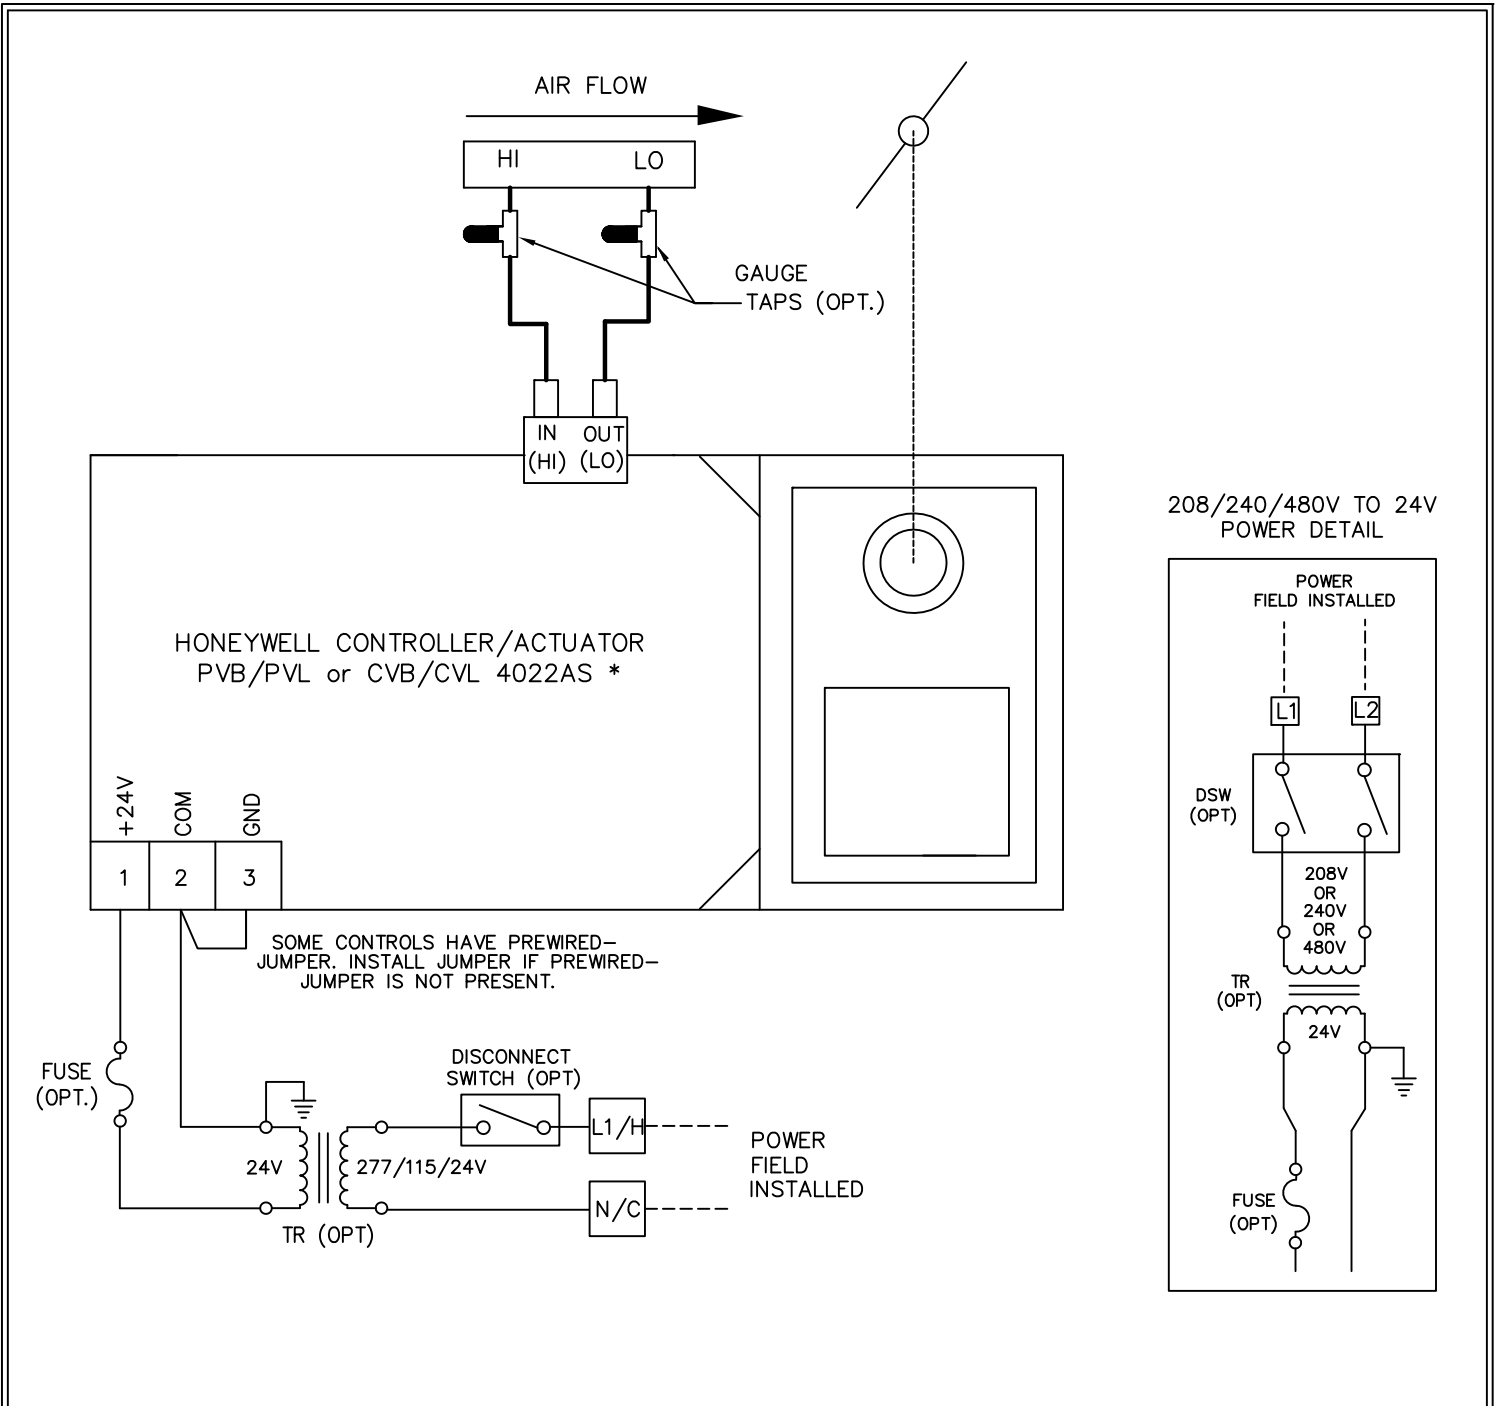 AIR FLOW
HI LO
GAUGE
TAPS (OPT.)
IN OUT
(HI) (LO)
208/240/480V TO 24V
POWER DETAIL
POWER
FIELD INSTALLED
HONEYWELL CONTROLLER/ACTUATOR
PVB/PVL or CVB/CVL 4022AS *
L1 L2
DSW
(OPT)
+24V COM GND
1 2 3
208V
OR
240V
OR
480V
SOME CONTROLS HAVE PREWIRED-
JUMPER. INSTALL JUMPER IF PREWIRED-
JUMPER IS NOT PRESENT.
TR
(OPT)
24V
FUSE
(OPT.)
DISCONNECT
SWITCH (OPT)
L1/H
24V 277/115/24V
POWER
FIELD
INSTALLED
N/C
TR (OPT)
FUSE
(OPT)